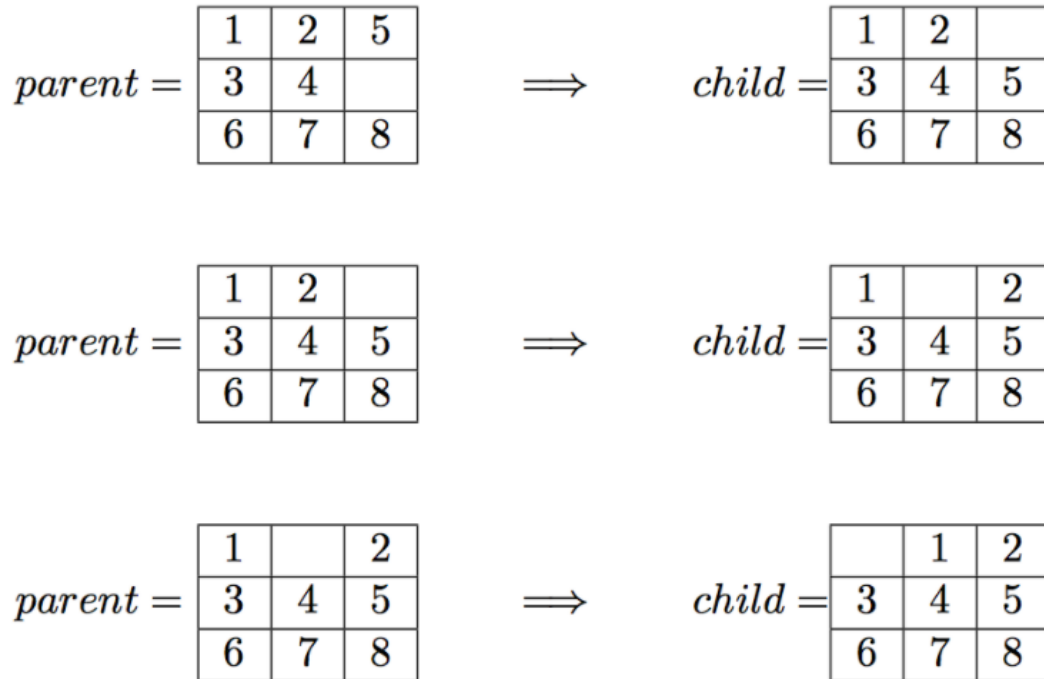 1 2 5 1 2
parent = 3 4 ⟹ child = 3 4 5
6 7 8 6 7 8
1 2 1 2
parent = 3 4 5 ⟹ child = 3 4 5
6 7 8 6 7 8
1 2 1 2
parent = 3 4 5 ⟹ child = 3 4 5
6 7 8 6 7 8